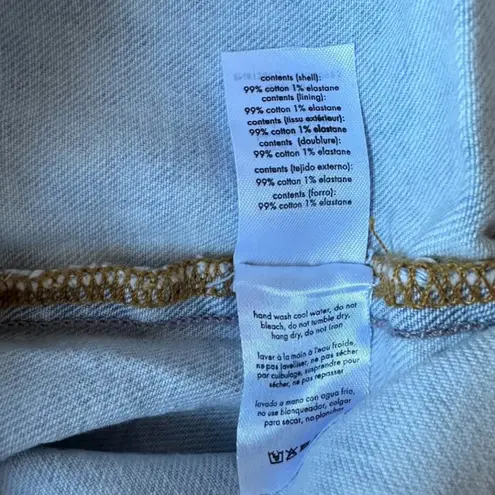 contents (shell):
99% cotton 1% elastane
contents (lining):
99% cotton 1% elastane
contents (tissu extérieur):
99% cotton 1% elastane
contents (doublure):
99% cotton 1% elastane
contents (tejido externo):
99% cotton 1% elastane
contents (forro):
99% cotton 1% elastane
hand wash cool water, do not
bleach, do not tumble dry,
hang dry, do not iron
laver à la main à l'eau froide,
ne pas javelliser, ne pas sécher
par culbutage, suspendre pour
sécher, ne pas repasser
lavado a mano con agua fria,
no use blanqueador, colgar
para secar, no planchar